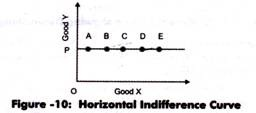 Good Y
A B C D E
P
O Good X
Figure -10: Horizontal Indifference Curve